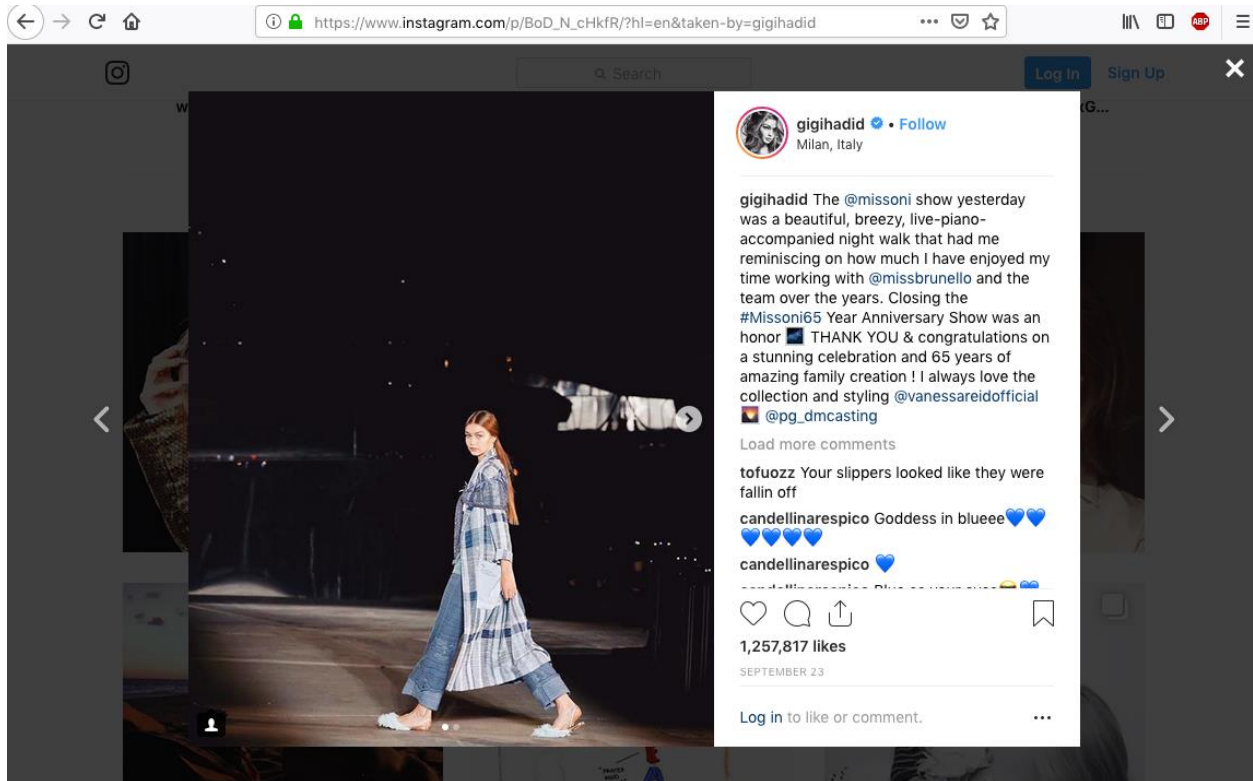 https://www.instagram.com/p/BoD_N_cHkfR/?hl=en&taken-by=gigihadid
ABP
Search
Log In
Sign Up
gigihadid • Follow
Milan, Italy
gigihadid The @missoni show yesterday
was a beautiful, breezy, live-piano-
accompanied night walk that had me
reminiscing on how much I have enjoyed my
time working with @missbrunello and the
team over the years. Closing the
#Missoni65 Year Anniversary Show was an
honor 🌌 THANK YOU & congratulations on
a stunning celebration and 65 years of
amazing family creation ! I always love the
collection and styling @vanessareidofficial
🌄 @pg_dmcasting
Load more comments
tofuozz Your slippers looked like they were
fallin off
candellinarespico Goddess in blueee💙💙
💙💙💙💙
candellinarespico 💙
1,257,817 likes
SEPTEMBER 23
Log in to like or comment.